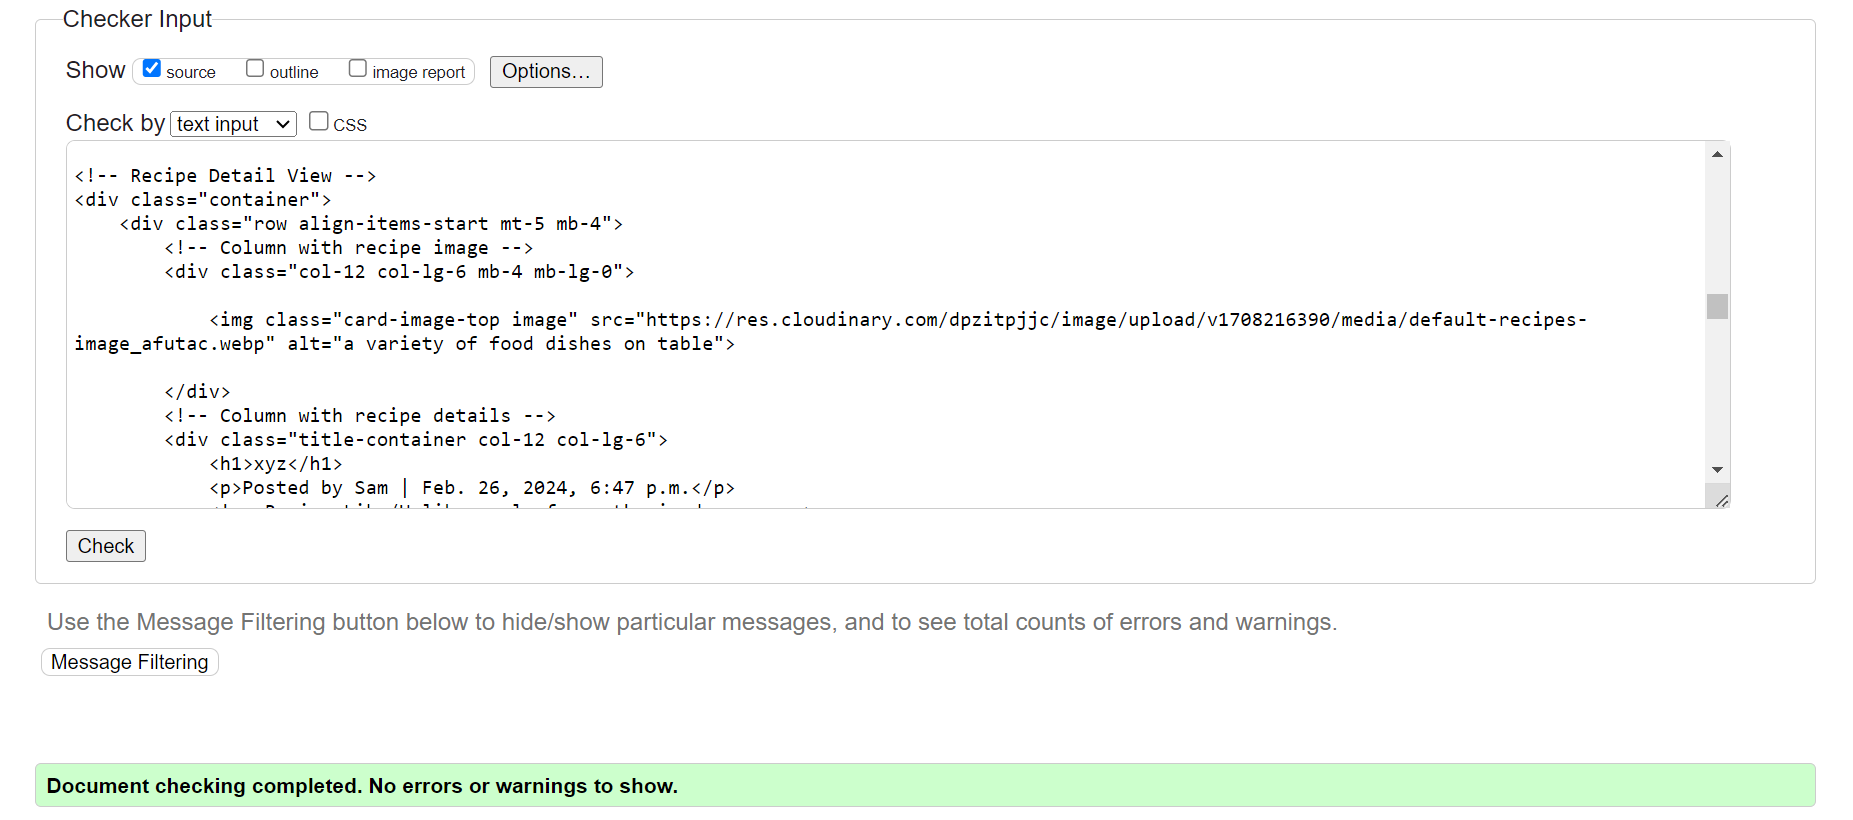 Checker Input
Show source outline image report Options...
Check by text input CSS
<!-- Recipe Detail View -->
<div class="container">
    <div class="row align-items-start mt-5 mb-4">
        <!-- Column with recipe image -->
        <div class="col-12 col-lg-6 mb-4 mb-lg-0">
            <img class="card-image-top image" src="https://res.cloudinary.com/dpzitpjjc/image/upload/v1708216390/media/default-recipes-
image_afutac.webp" alt="a variety of food dishes on table">
        </div>
        <!-- Column with recipe details -->
        <div class="title-container col-12 col-lg-6">
            <h1>xyz</h1>
            <p>Posted by Sam | Feb. 26, 2024, 6:47 p.m.</p>
Check
Use the Message Filtering button below to hide/show particular messages, and to see total counts of errors and warnings.
Message Filtering
Document checking completed. No errors or warnings to show.